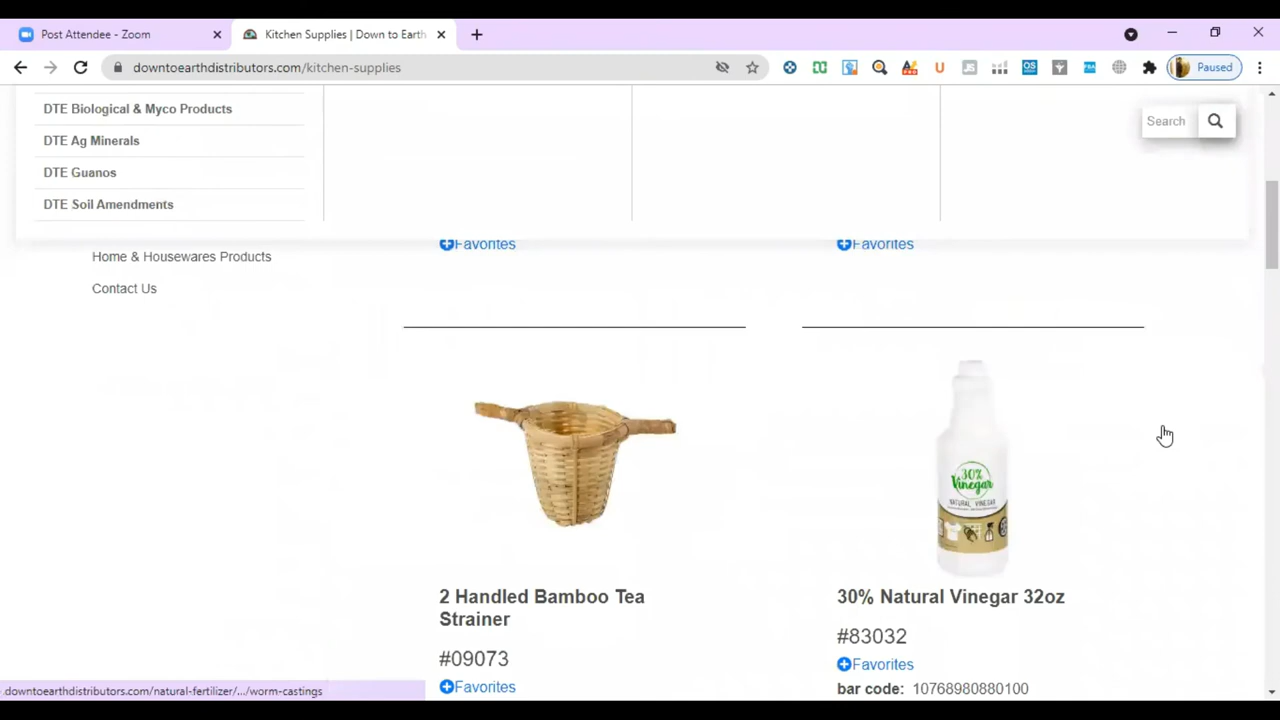 Post Attendee - Zoom
Kitchen Supplies | Down to Earth
downtoearthdistributors.com/kitchen-supplies
Paused
DTE Biological & Myco Products
DTE Ag Minerals
DTE Guanos
DTE Soil Amendments
Search
Favorites
Favorites
Home & Housewares Products
Contact Us
30%
Vinegar
NATURAL VINEGAR
2 Handled Bamboo Tea
Strainer
#09073
Favorites
30% Natural Vinegar 32oz
#83032
Favorites
bar code: 10768980880100
downtoearthdistributors.com/natural-fertilizer/.../worm-castings